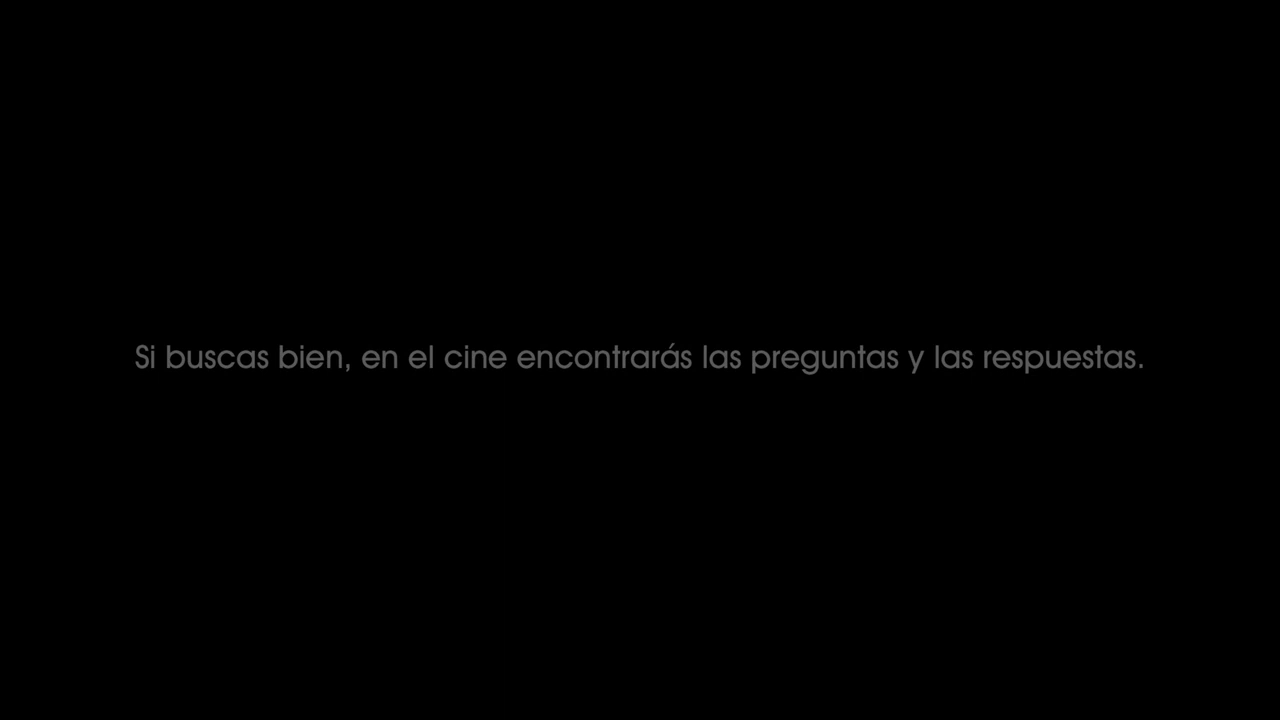 Si buscas bien, en el cine encontrarás las preguntas y las respuestas.